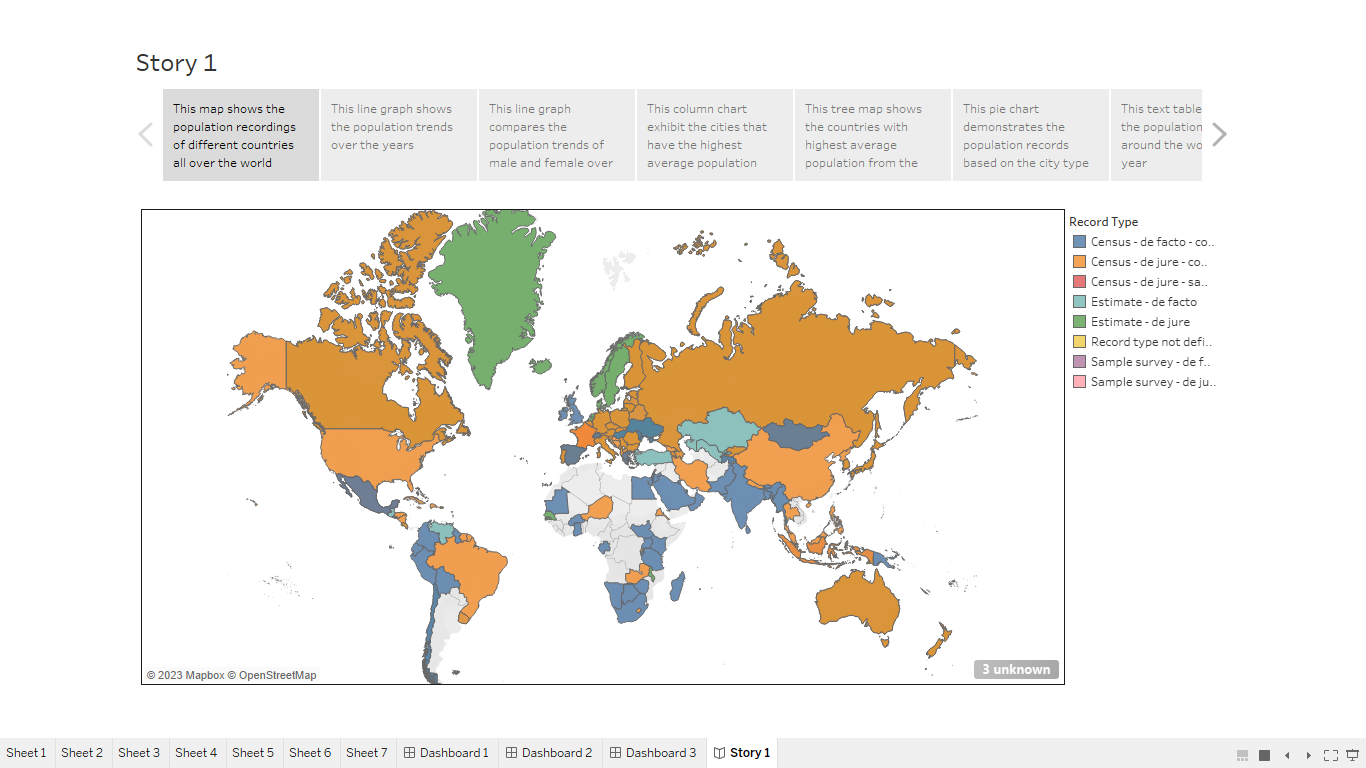 Story 1
This map shows the
population recordings
of different countries
all over the world
This line graph shows
the population trends
over the years
This line graph
compares the
population trends of
male and female over
This column chart
exhibit the cities that
have the highest
average population
This tree map shows
the countries with
highest average
population from the
This pie chart
demonstrates the
population records
based on the city type
This text table
the population
around the wo
year
Record Type
Census - de facto - co..
Census - de jure - co..
Census - de jure - sa..
Estimate - de facto
Estimate - de jure
Record type not defi..
Sample survey - de f..
Sample survey - de ju..
© 2023 Mapbox © OpenStreetMap
3 unknown
Sheet 1 Sheet 2 Sheet 3 Sheet 4 Sheet 5 Sheet 6 Sheet 7 Dashboard 1 Dashboard 2 Dashboard 3 Story 1